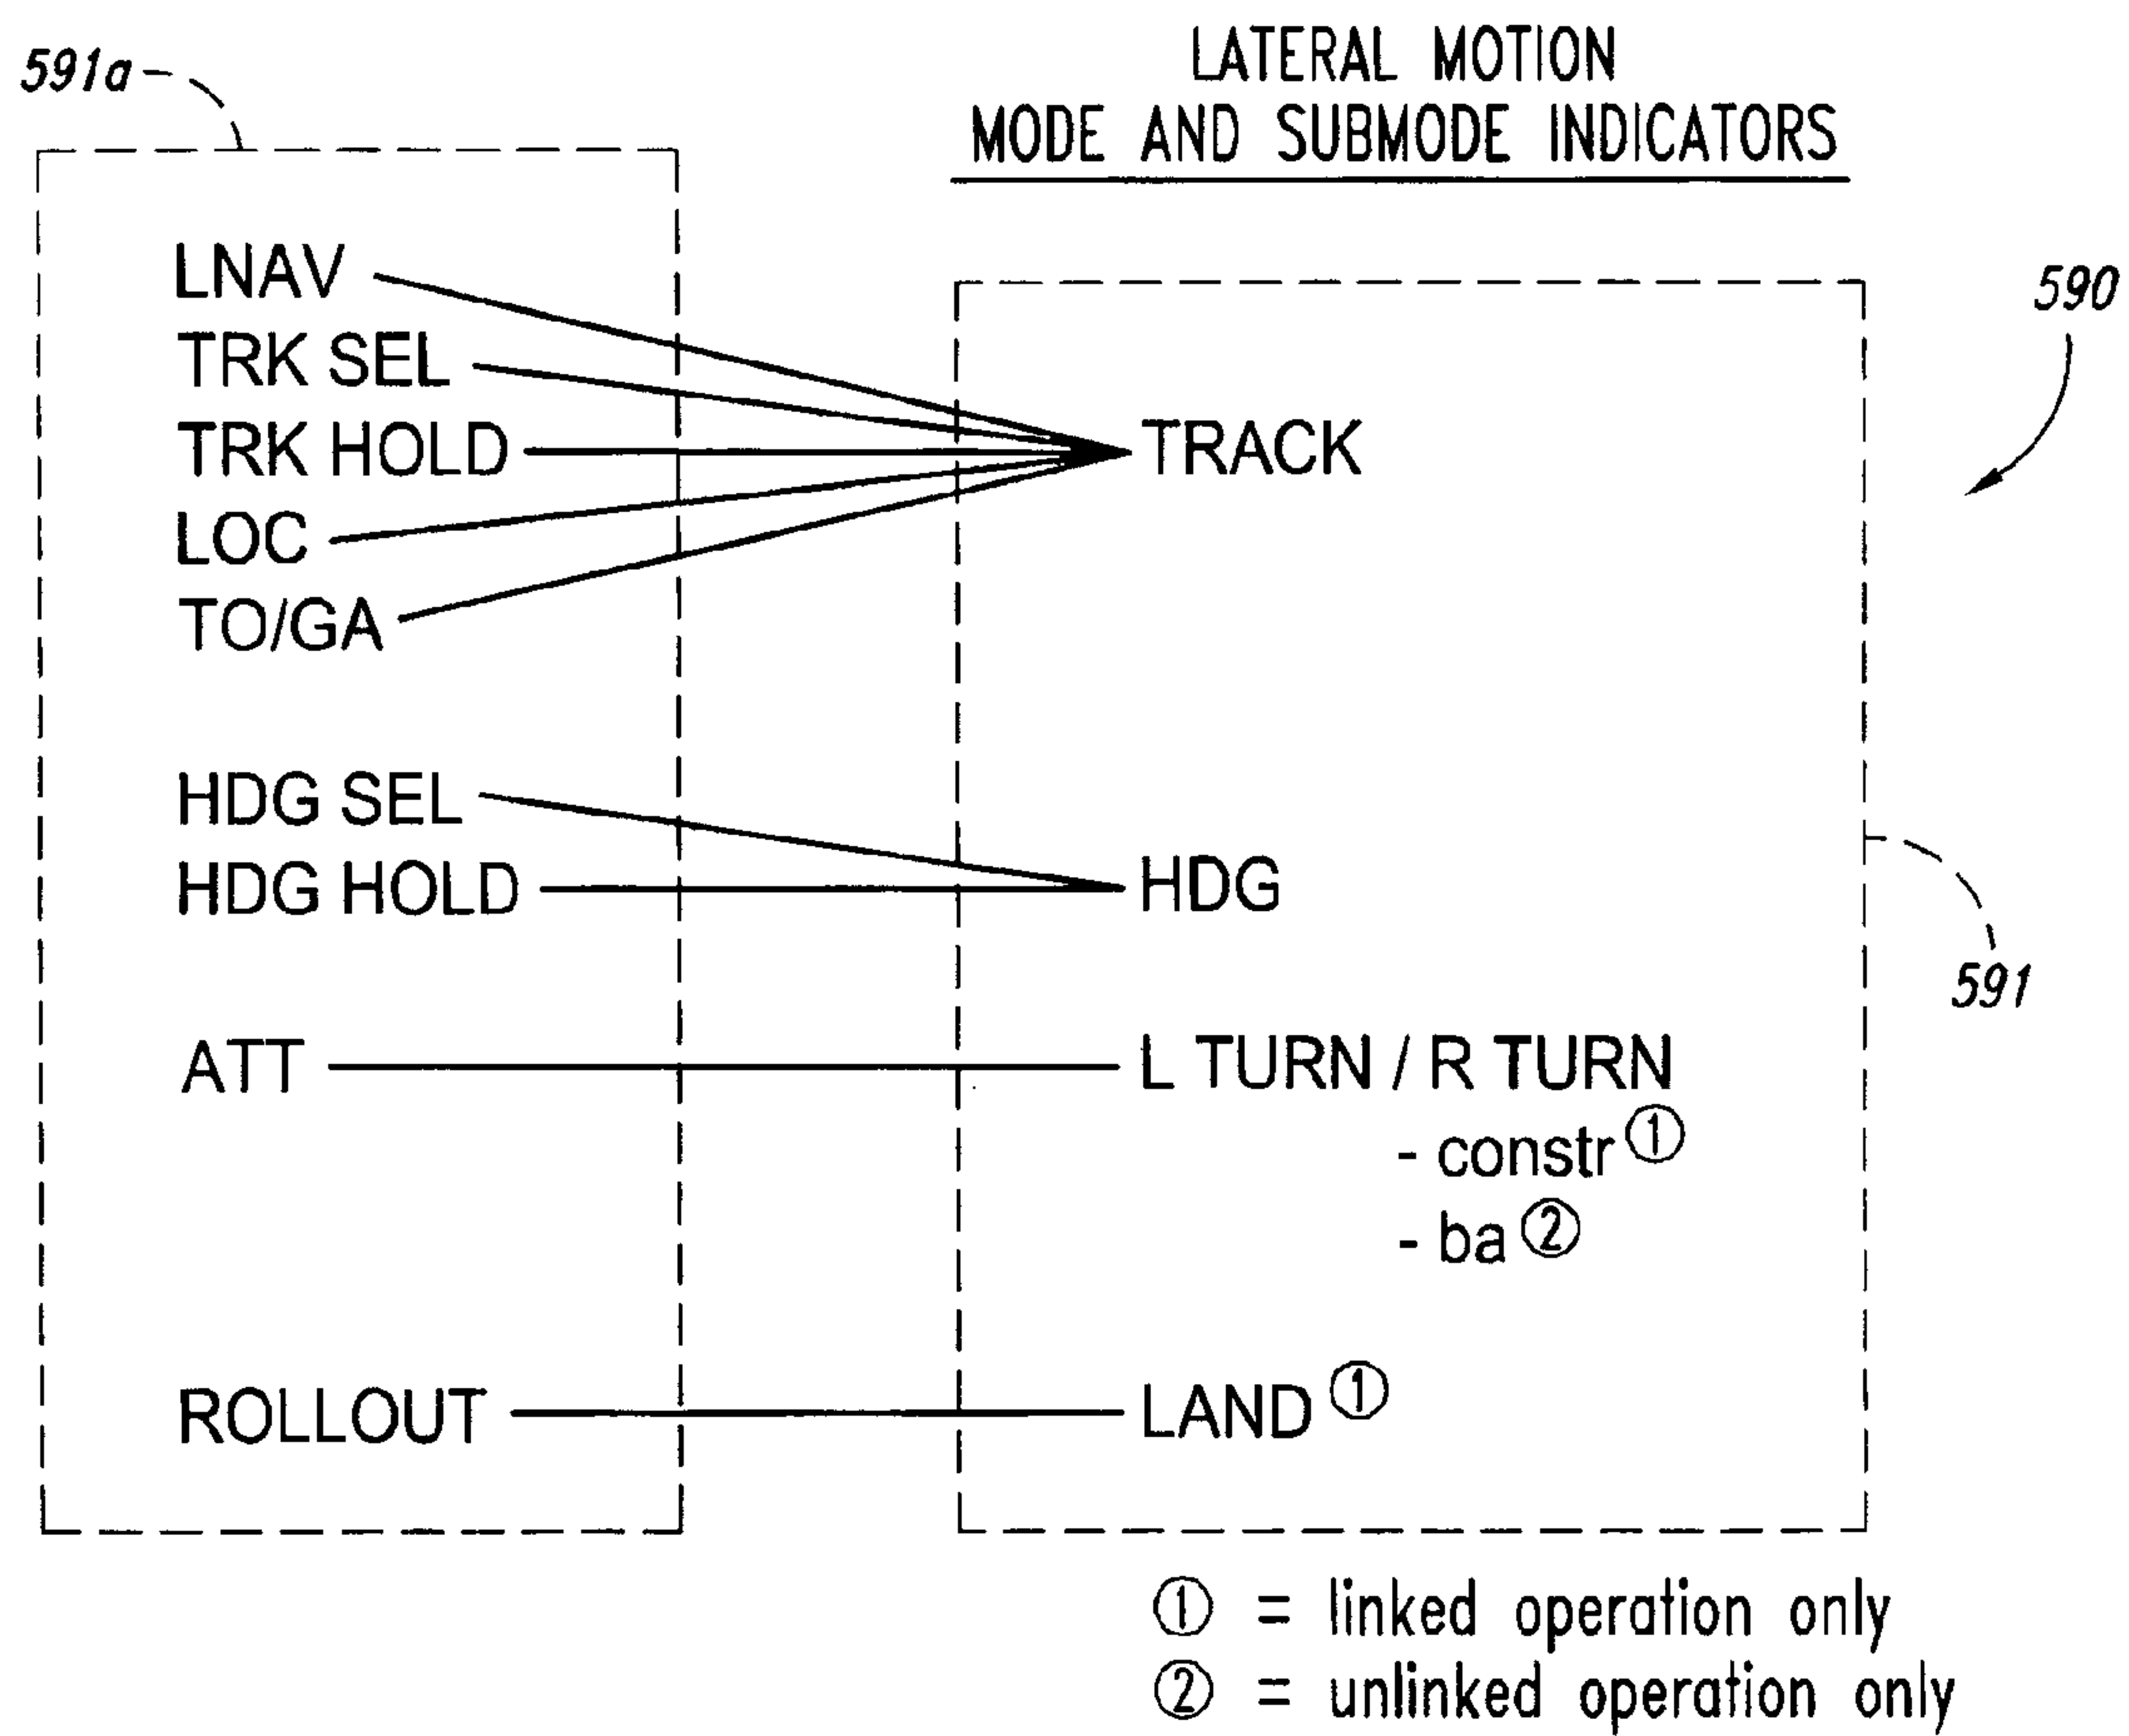 LATERAL MOTION
MODE AND SUBMODE INDICATORS
591a
LNAV
TRK SEL
TRK HOLD
LOC
TO/GA
TRACK
590
HDG SEL
HDG HOLD
HDG
591
ATT
L TURN / R TURN
- constr ①
- ba ②
ROLLOUT
LAND ①
① = linked operation only
② = unlinked operation only